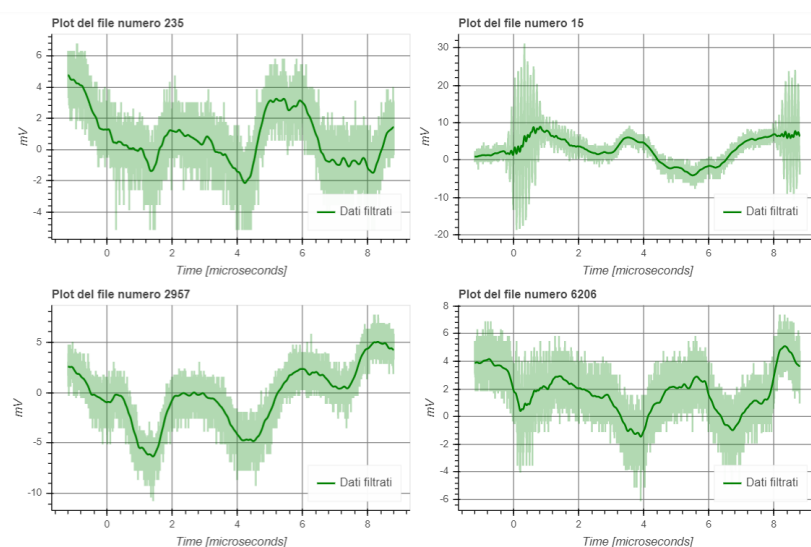 Plot del file numero 235
6
4
2
0
-2
-4
mV
0
2
4
6
8
Time [microseconds]
Dati filtrati
Plot del file numero 15
30
20
10
0
-10
-20
mV
0
2
4
6
8
Time [microseconds]
Dati filtrati
Plot del file numero 2957
5
0
-5
-10
mV
0
2
4
6
8
Time [microseconds]
Dati filtrati
Plot del file numero 6206
8
6
4
2
0
-2
-4
-6
mV
0
2
4
6
8
Time [microseconds]
Dati filtrati